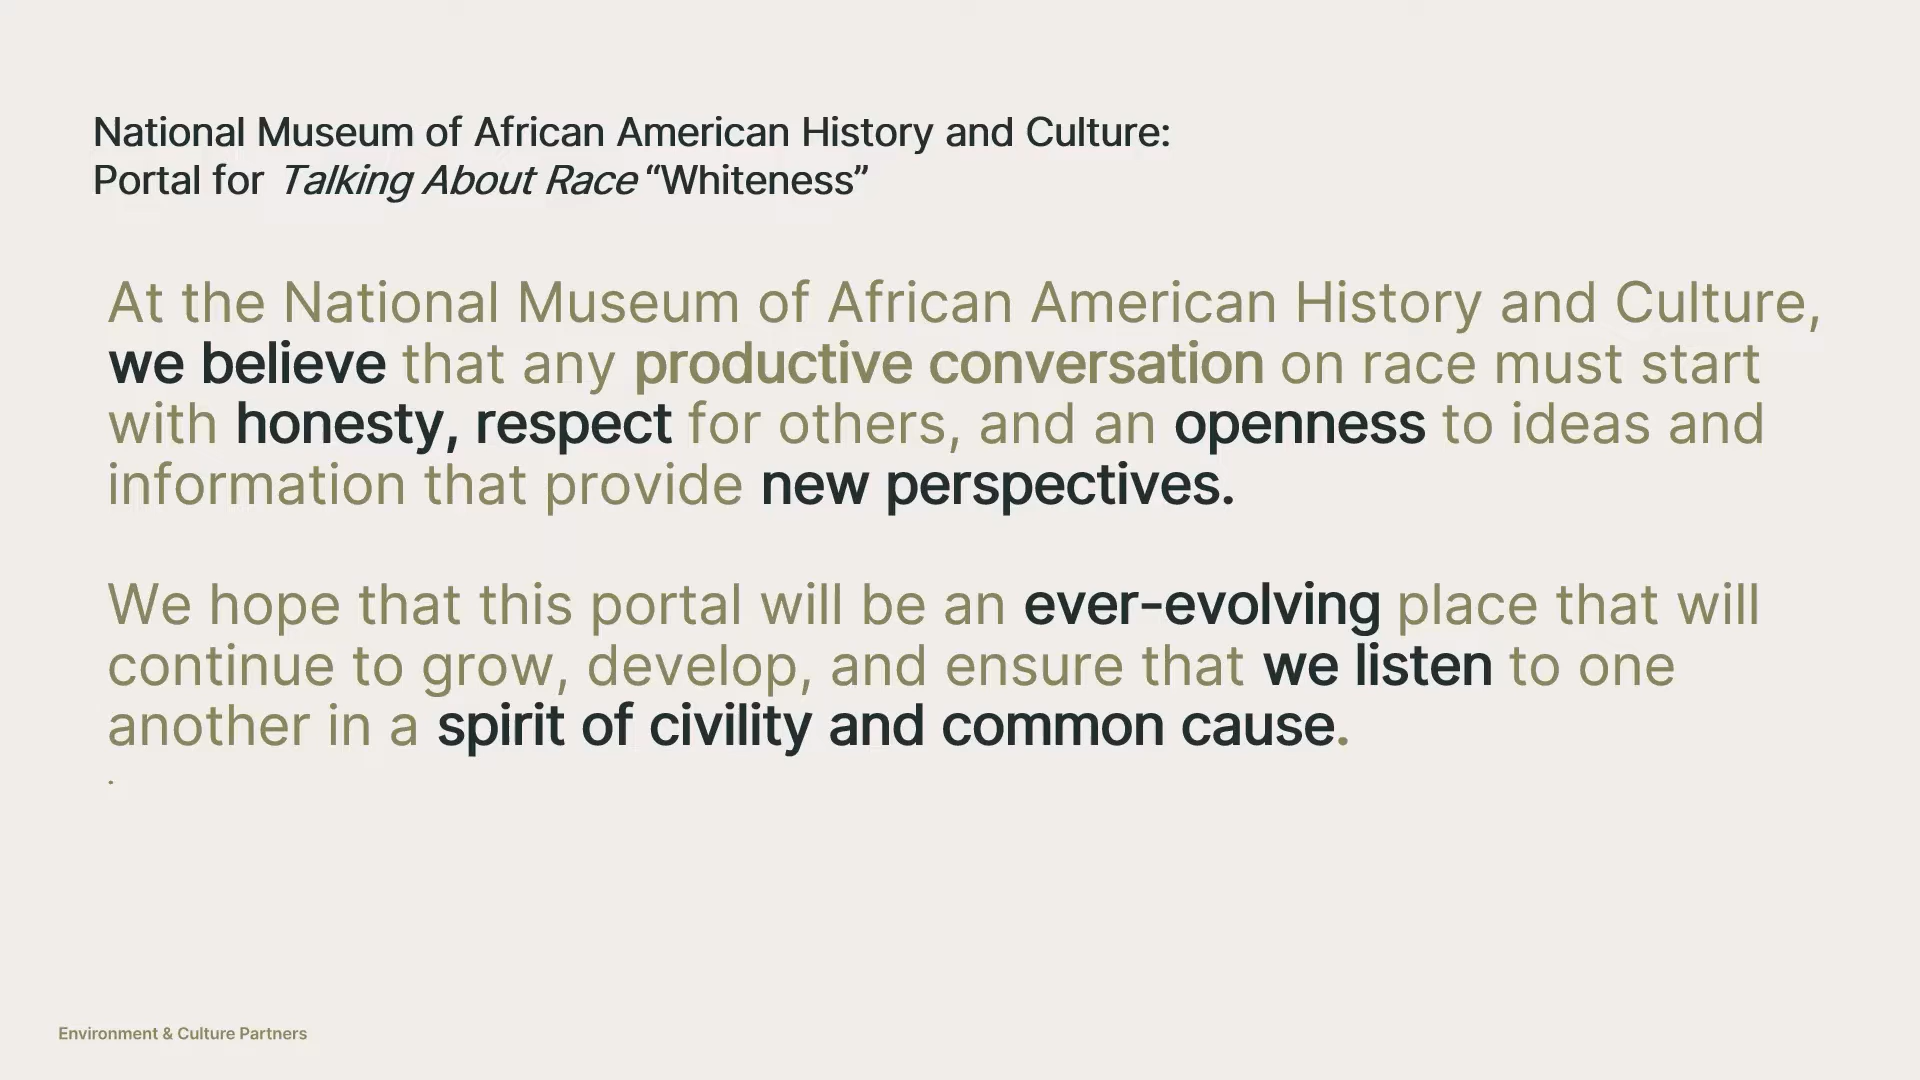 National Museum of African American History and Culture:
Portal for Talking About Race “Whiteness”
At the National Museum of African American History and Culture,
we believe that any productive conversation on race must start
with honesty, respect for others, and an openness to ideas and
information that provide new perspectives.
We hope that this portal will be an ever-evolving place that will
continue to grow, develop, and ensure that we listen to one
another in a spirit of civility and common cause.
.
Environment & Culture Partners